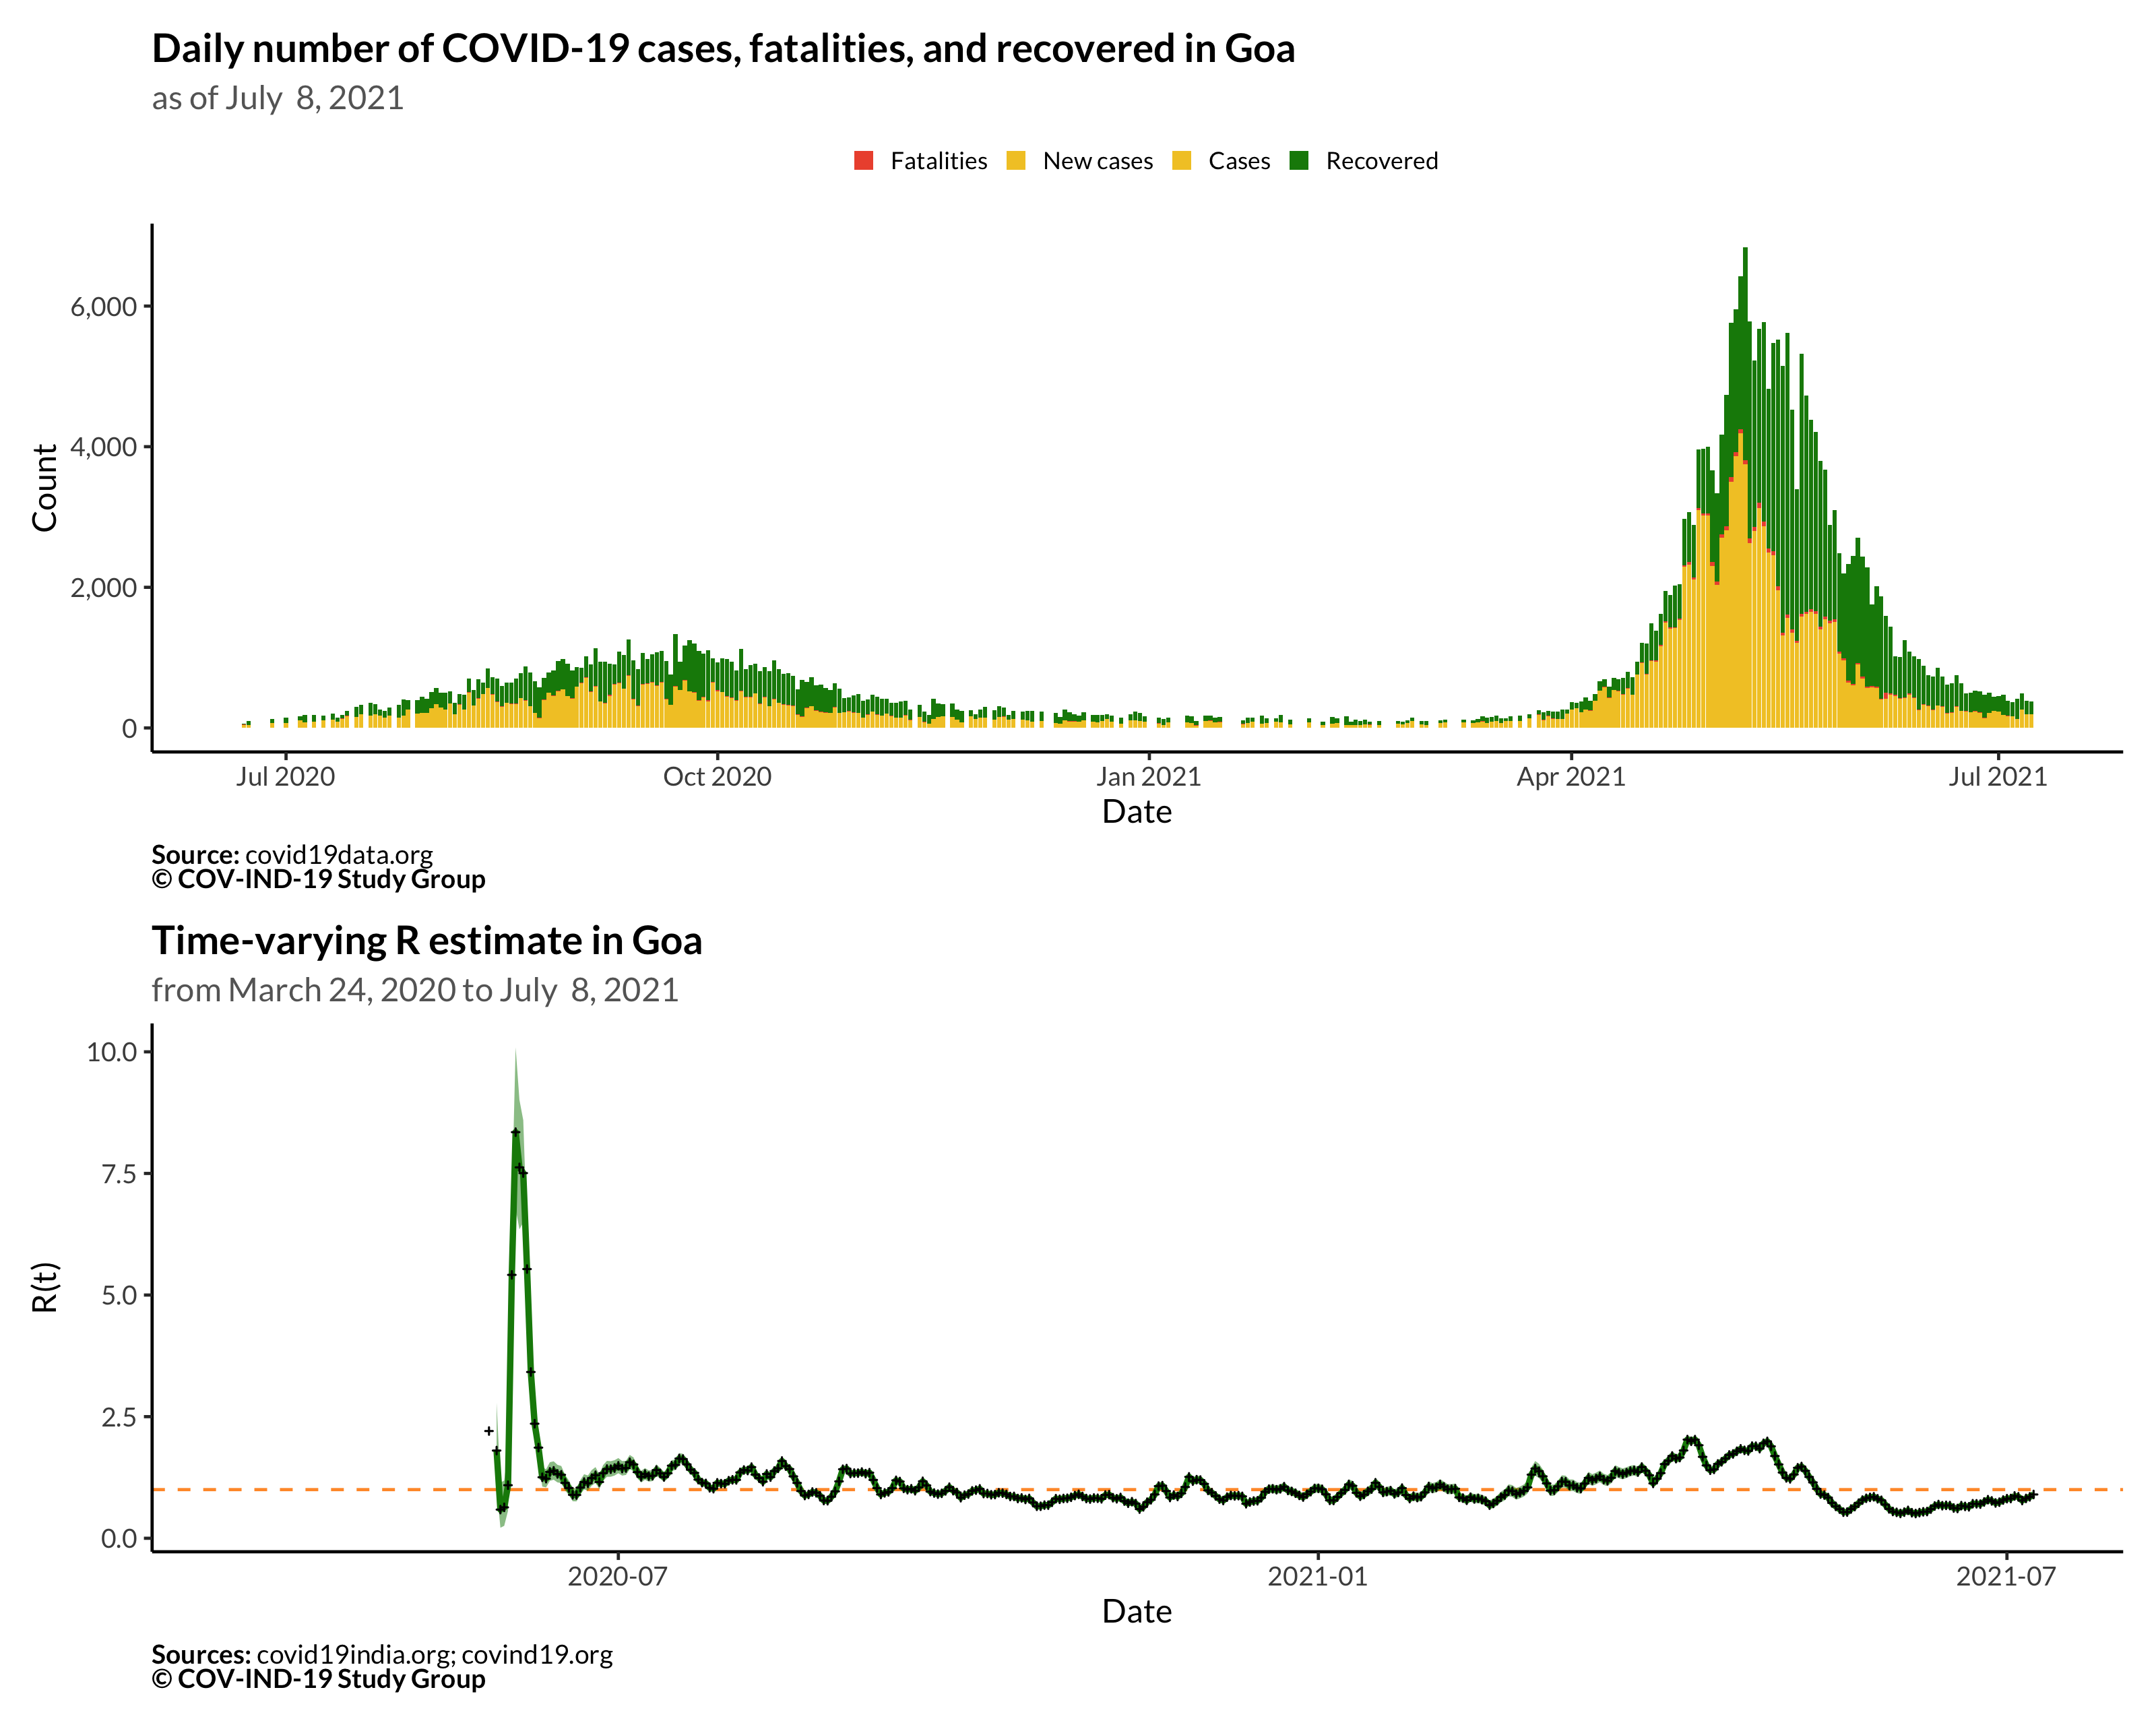 Daily number of COVID-19 cases, fatalities, and recovered in Goa
as of July  8, 2021
Fatalities New cases Cases Recovered
6,000
4,000
2,000
0
Count
Jul 2020 Oct 2020 Jan 2021 Apr 2021 Jul 2021
Date
Source: covid19data.org
© COV-IND-19 Study Group
Time-varying R estimate in Goa
from March 24, 2020 to July  8, 2021
10.0
7.5
5.0
2.5
0.0
R(t)
2020-07 2021-01 2021-07
Date
Sources: covid19india.org; covind19.org
© COV-IND-19 Study Group